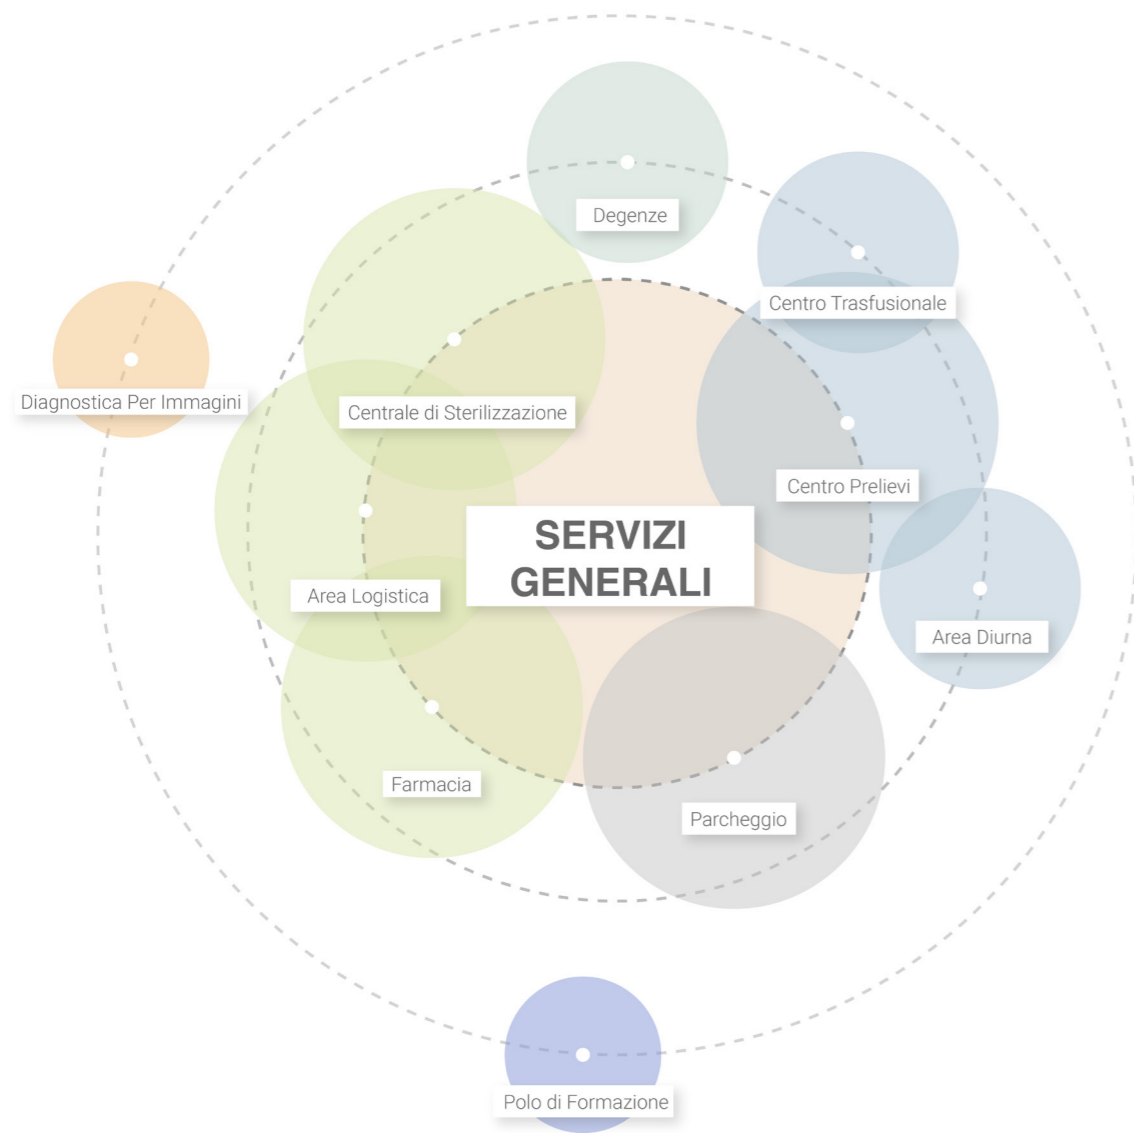 Degenze
Centro Trasfusionale
Diagnostica Per Immagini
Centrale di Sterilizzazione
Centro Prelievi
SERVIZI
GENERALI
Area Logistica
Area Diurna
Farmacia
Parcheggio
Polo di Formazione